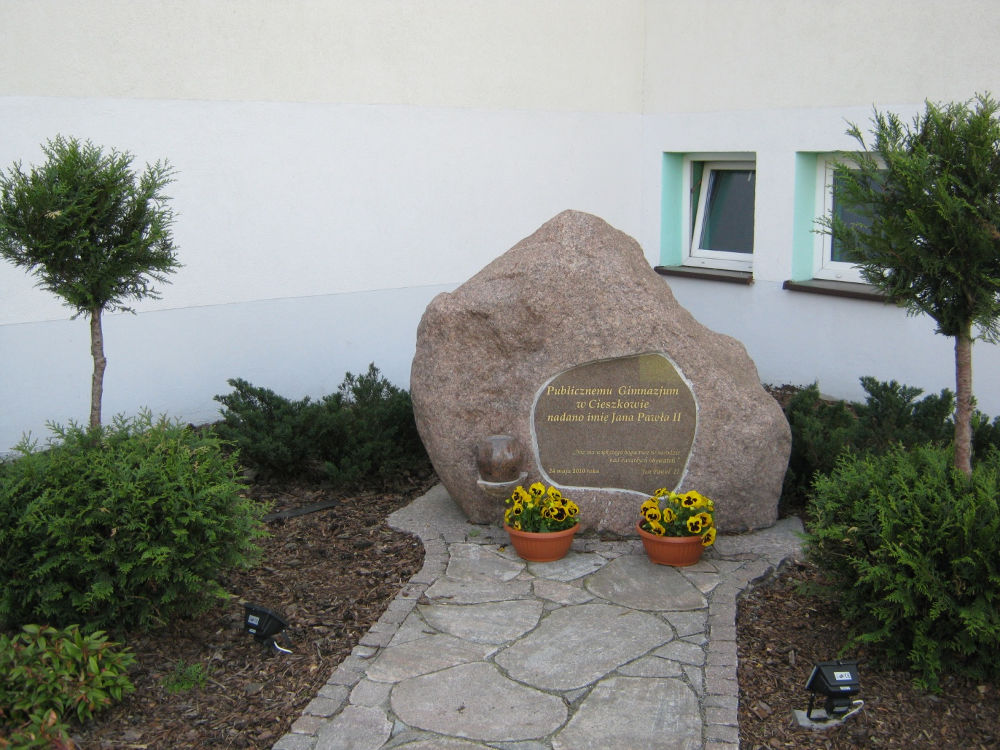 Publicznemu Gimnazjum
w Cieszkowie
nadano imię Jana Pawła II
„Nie ma większego bogactwa w narodzie
nad światłych obywateli"
24 maja 2010 roku
Jan Paweł II